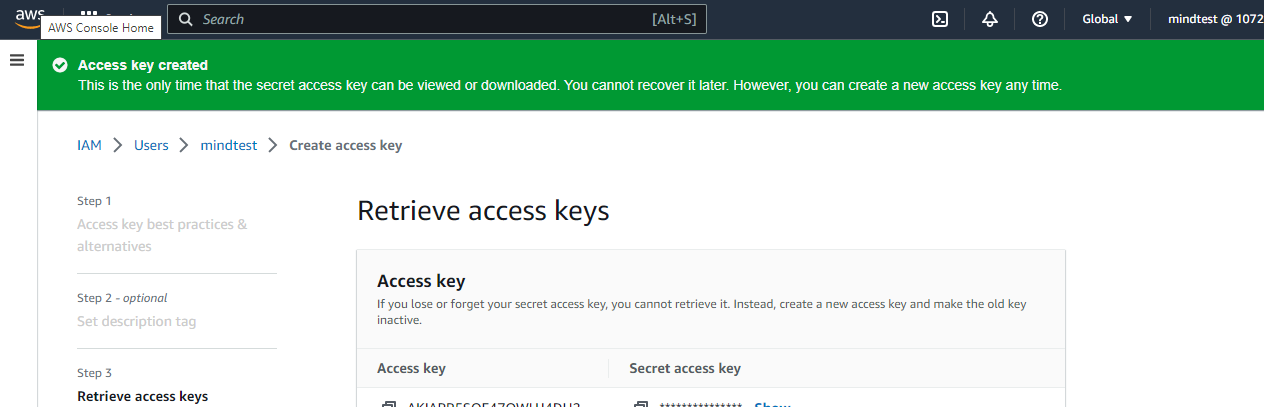 aws
Search
[Alt+S]
Global
mindtest @ 1072
AWS Console Home
Access key created
This is the only time that the secret access key can be viewed or downloaded. You cannot recover it later. However, you can create a new access key any time.
IAM
Users
mindtest
Create access key
Step 1
Access key best practices &
alternatives
Step 2 - optional
Set description tag
Step 3
Retrieve access keys
Retrieve access keys
Access key
If you lose or forget your secret access key, you cannot retrieve it. Instead, create a new access key and make the old key
inactive.
Access key
Secret access key
***************
Show